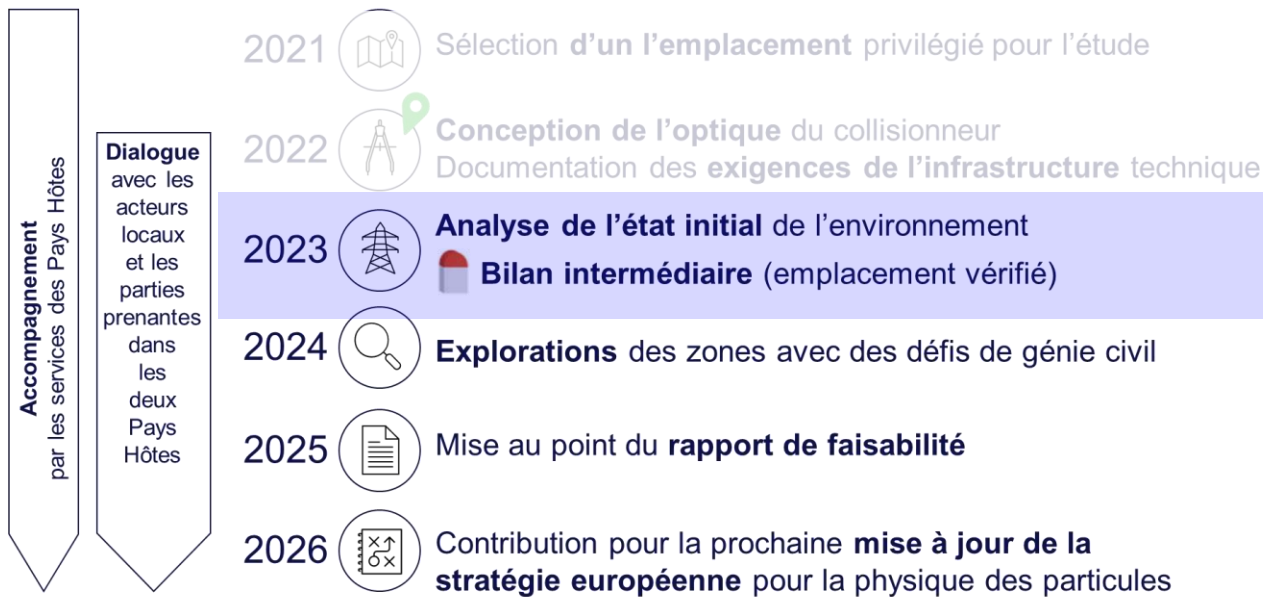 Accompagnement
par les services des Pays Hôtes
Dialogue
avec les
acteurs
locaux
et les
parties
prenantes
dans
les
deux
Pays
Hôtes
2021 Sélection d’un l’emplacement privilégié pour l’étude
2022 Conception de l’optique du collisionneur
Documentation des exigences de l’infrastructure technique
2023 Analyse de l’état initial de l’environnement
Bilan intermédiaire (emplacement vérifié)
2024 Explorations des zones avec des défis de génie civil
2025 Mise au point du rapport de faisabilité
2026 Contribution pour la prochaine mise à jour de la
stratégie européenne pour la physique des particules